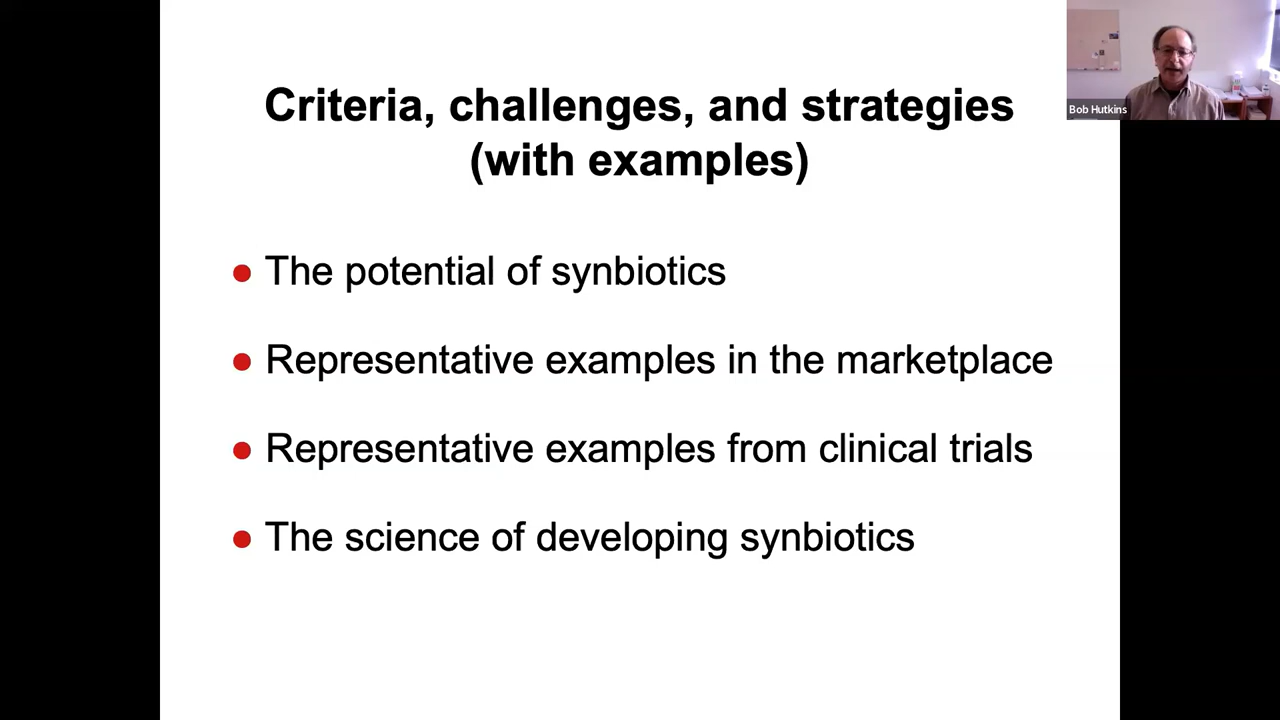 Criteria, challenges, and strategies
(with examples)
Bob Hutkins
● The potential of synbiotics
● Representative examples in the marketplace
● Representative examples from clinical trials
● The science of developing synbiotics